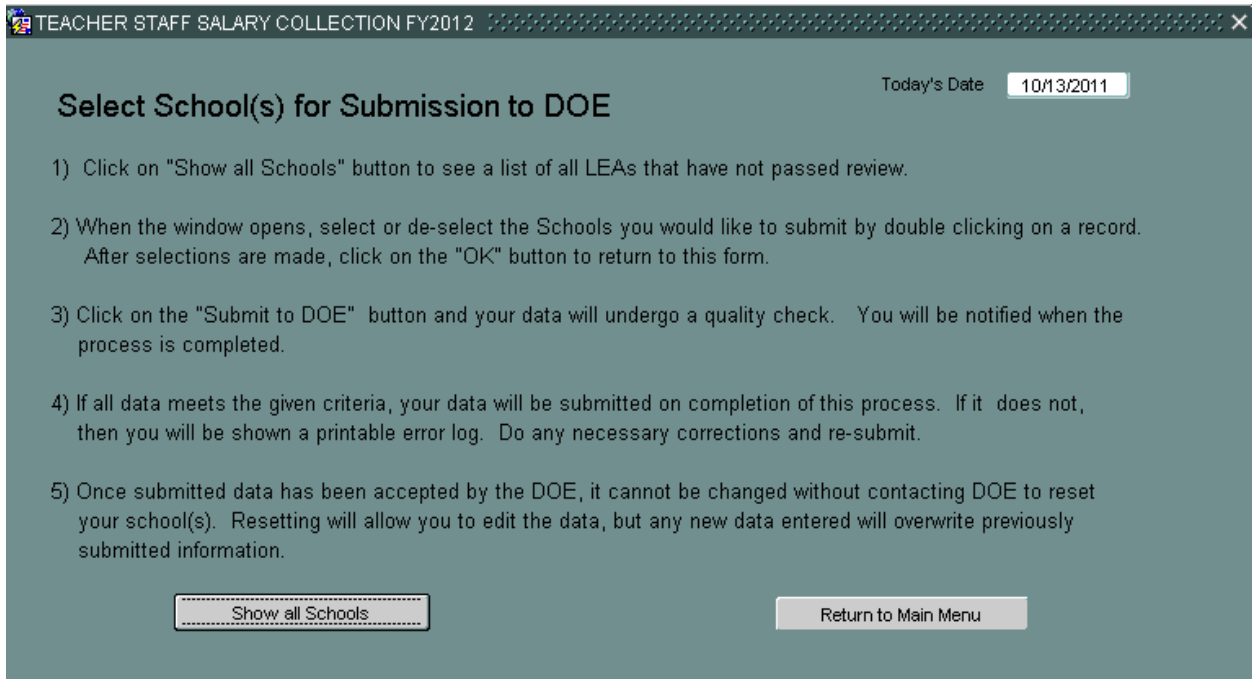 TEACHER STAFF SALARY COLLECTION FY2012
Today's Date 10/13/2011
Select School(s) for Submission to DOE
1) Click on "Show all Schools" button to see a list of all LEAs that have not passed review.
2) When the window opens, select or de-select the Schools you would like to submit by double clicking on a record.
After selections are made, click on the "OK" button to return to this form.
3) Click on the "Submit to DOE" button and your data will undergo a quality check. You will be notified when the
process is completed.
4) If all data meets the given criteria, your data will be submitted on completion of this process. If it does not,
then you will be shown a printable error log. Do any necessary corrections and re-submit.
5) Once submitted data has been accepted by the DOE, it cannot be changed without contacting DOE to reset
your school(s). Resetting will allow you to edit the data, but any new data entered will overwrite previously
submitted information.
Show all Schools Return to Main Menu